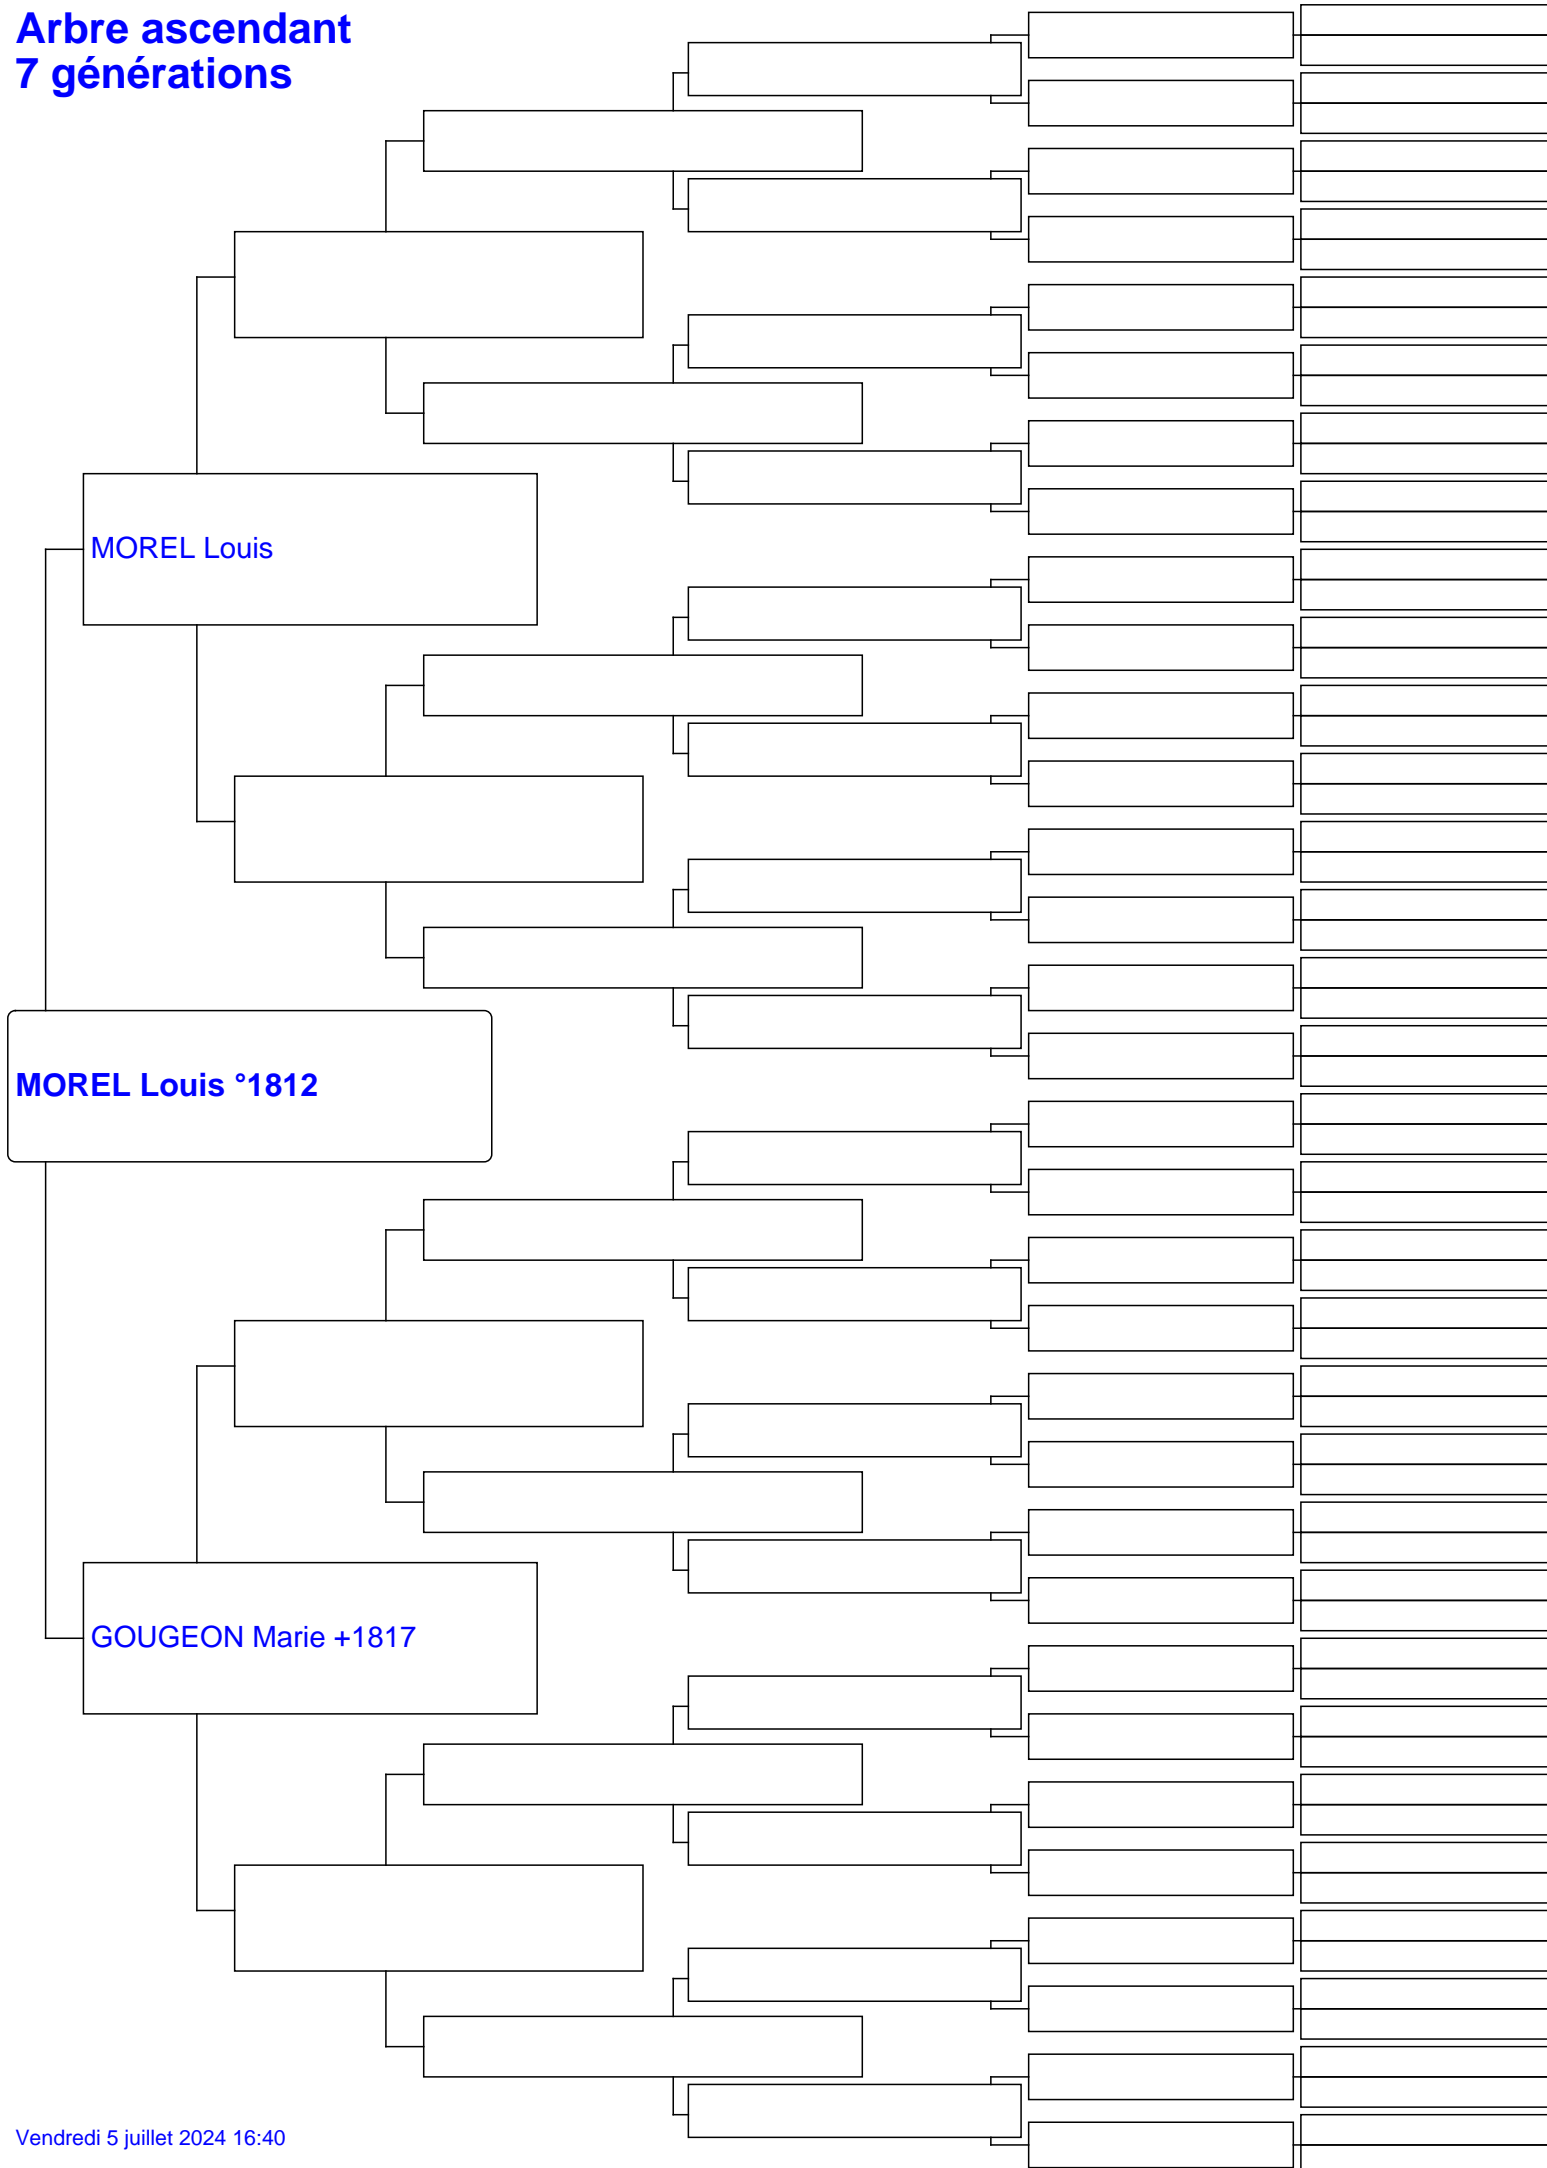 Arbre ascendant
7 générations
MOREL Louis
MOREL Louis °1812
GOUGEON Marie +1817
Vendredi 5 juillet 2024 16:40